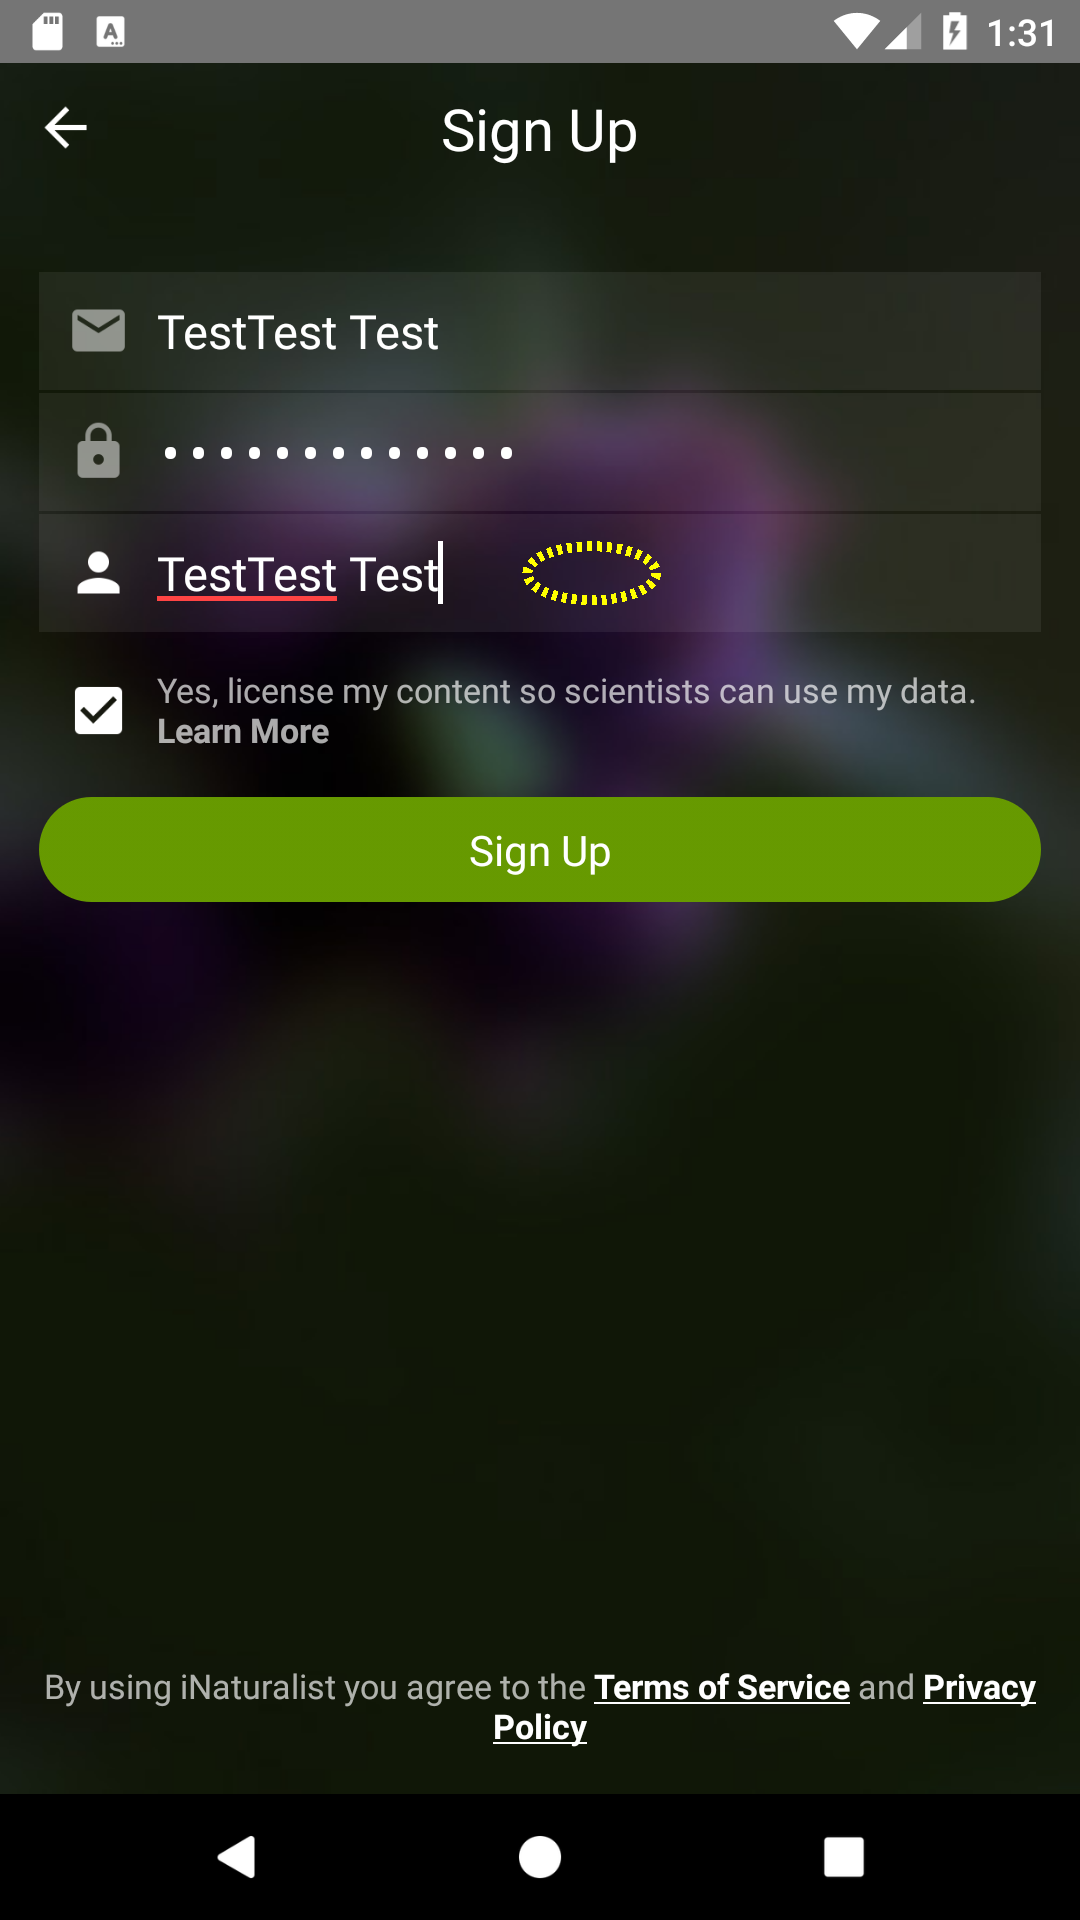 1:31
Sign Up
TestTest Test
•••••••••••••
TestTest Test
Yes, license my content so scientists can use my data.
Learn More
Sign Up
By using iNaturalist you agree to the Terms of Service and Privacy
Policy